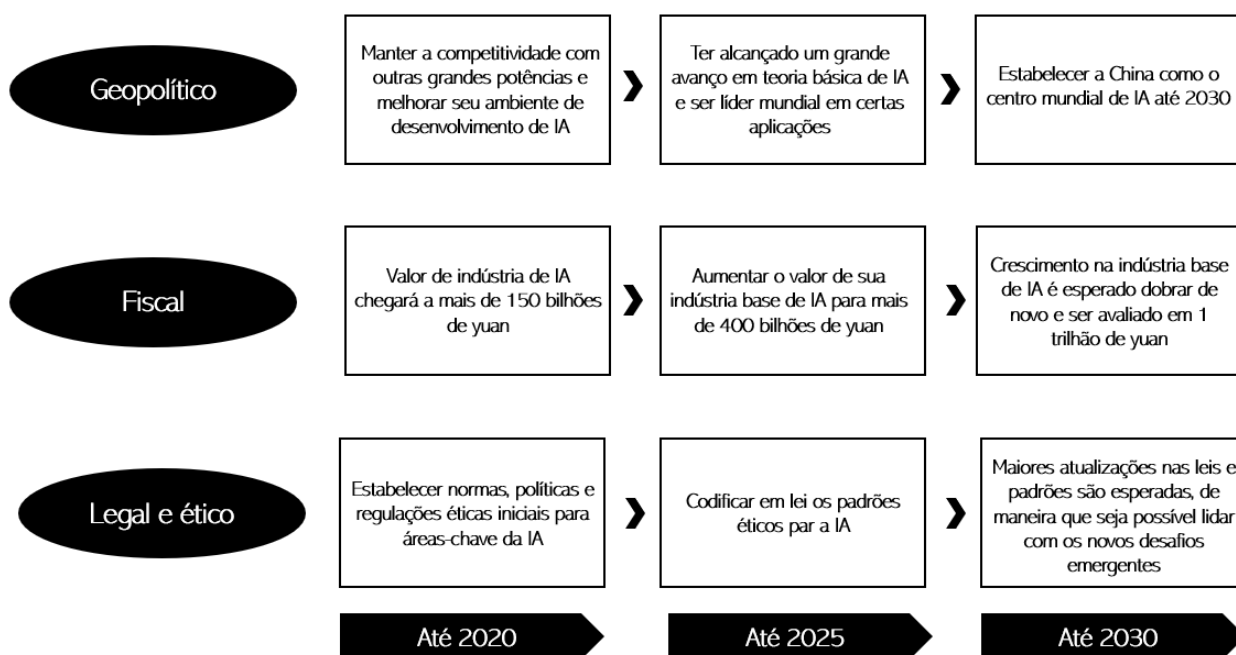 Geopolítico
Manter a competitividade com
outras grandes potências e
melhorar seu ambiente de
desenvolvimento de IA
Ter alcançado um grande
avanço em teoria básica de IA
e ser líder mundial em certas
aplicações
Estabelecer a China como o
centro mundial de IA até 2030
Fiscal
Valor de indústria de IA
chegará a mais de 150 bilhões
de yuan
Aumentar o valor de sua
indústria base de IA para mais
de 400 bilhões de yuan
Crescimento na indústria base
de IA é esperado dobrar de
novo e ser avaliado em 1
trilhão de yuan
Legal e ético
Estabelecer normas, políticas e
regulações éticas iniciais para
áreas-chave da IA
Codificar em lei os padrões
éticos par a IA
Maiores atualizações nas leis e
padrões são esperadas, de
maneira que seja possível lidar
com os novos desafios
emergentes
Até 2020
Até 2025
Até 2030